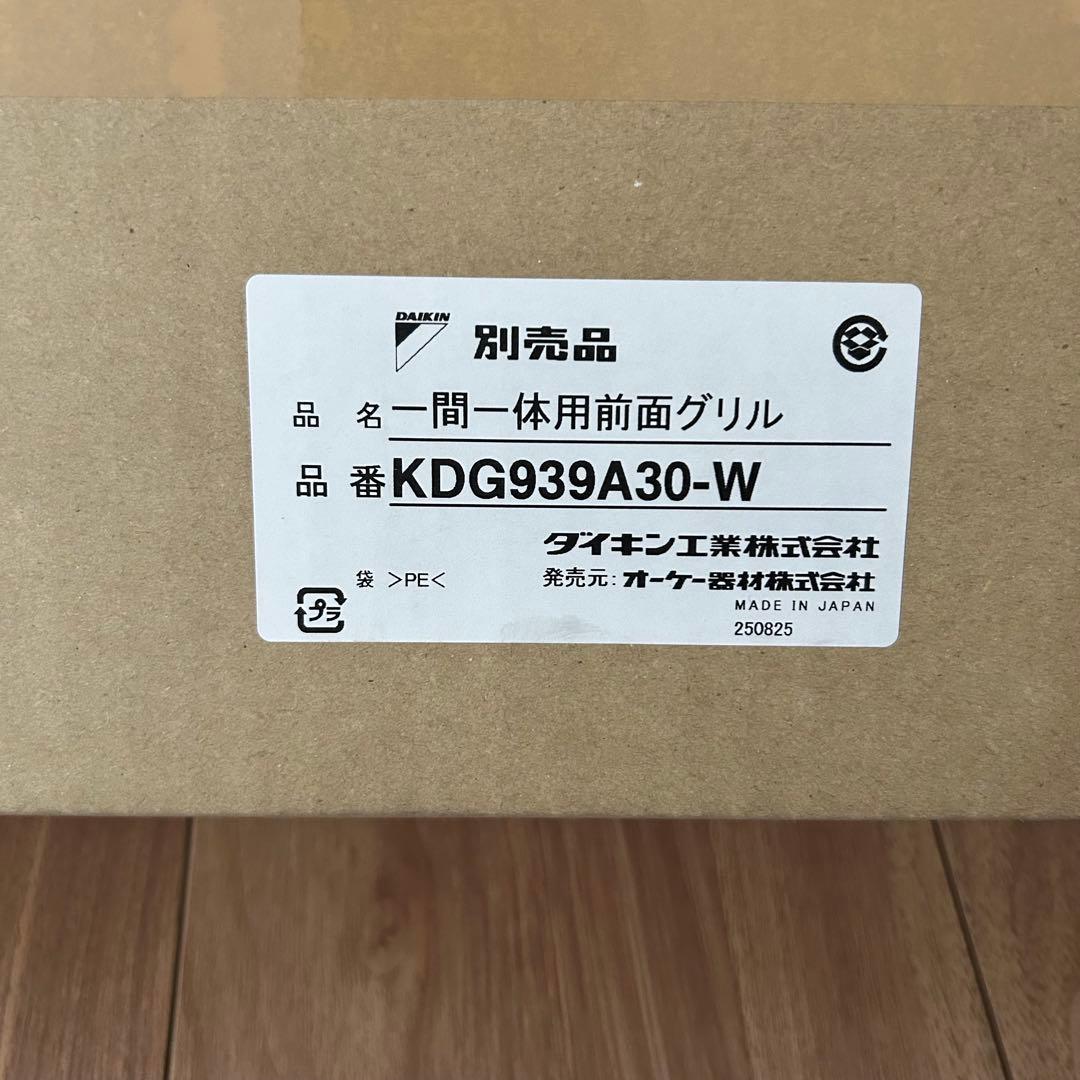 DAIKIN
別売品
品 名 一間一体用前面グリル
品 番 KDG939A30-W
ダイキン工業株式会社
袋 >PE< 発売元:オーケー器材株式会社
プラ
MADE IN JAPAN
250825